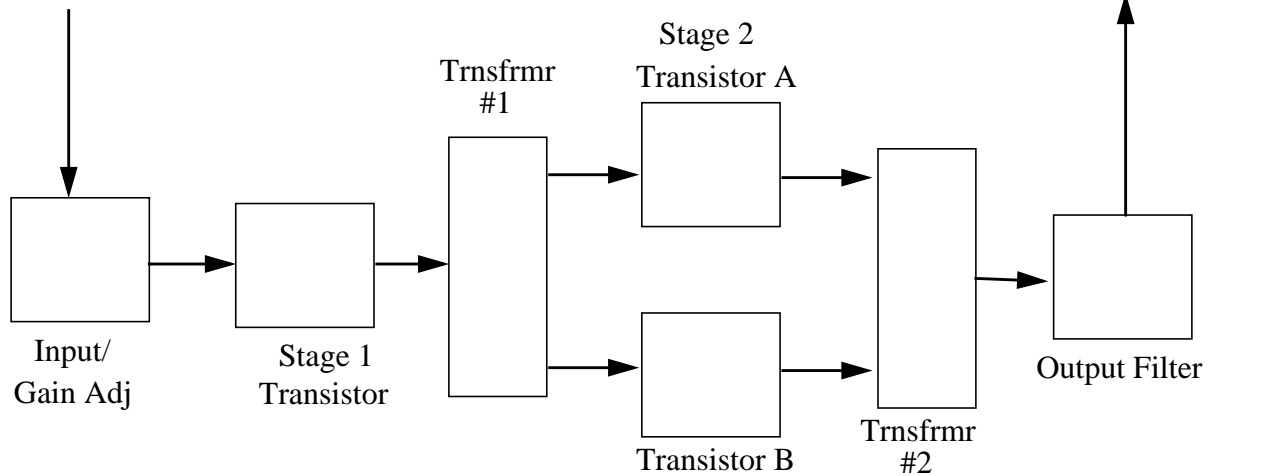 Stage 2
Transistor A
Trnsfrmr
#1
Input/
Gain Adj
Stage 1
Transistor
Transistor B
Trnsfrmr
#2
Output Filter